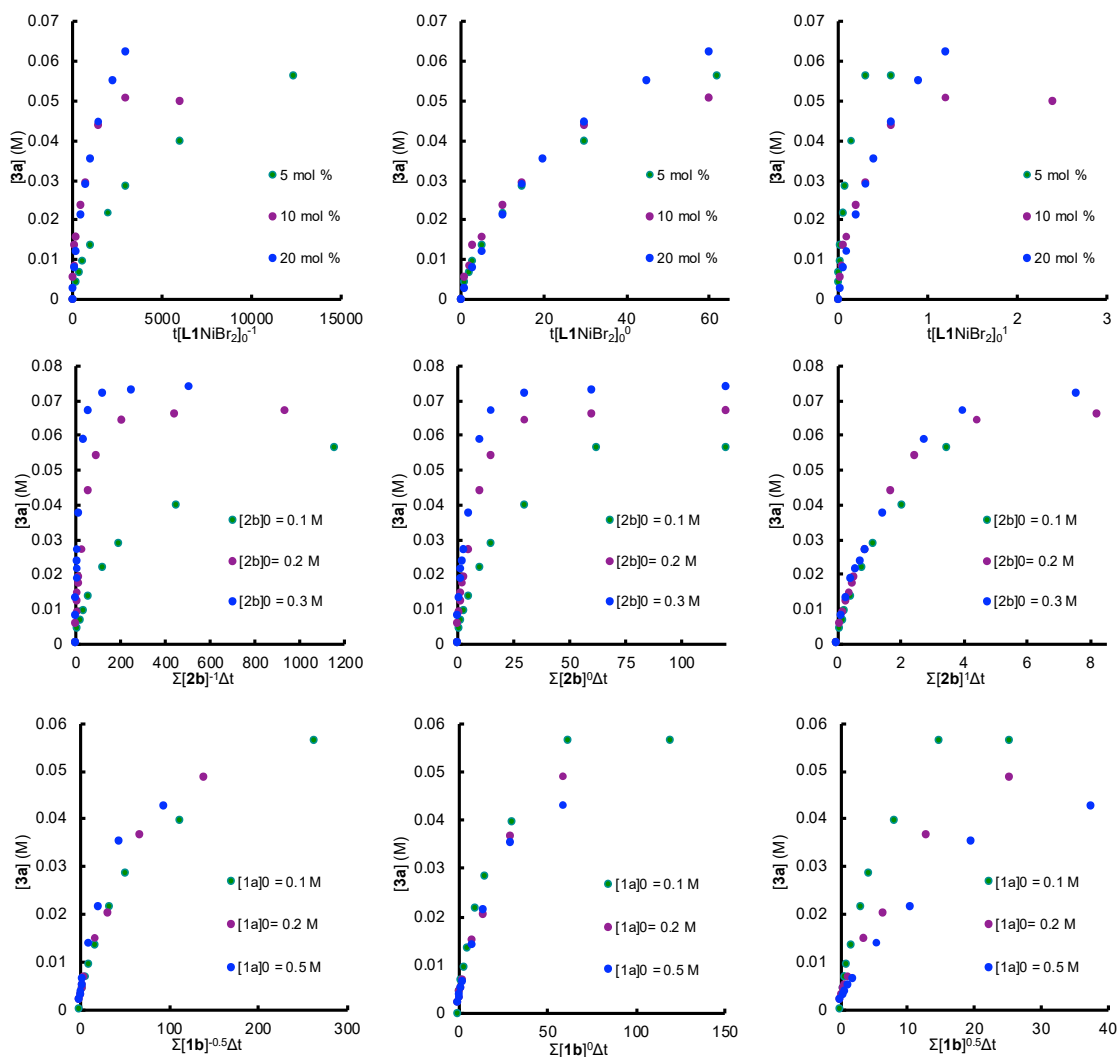 0.07
0.06
0.05
0.04
0.03
0.02
0.01
0
[3a] (M)
5 mol %
10 mol %
20 mol %
0 5000 10000 15000
t[L1NiBr₂]₀⁻¹
0.07
0.06
0.05
0.04
0.03
0.02
0.01
0
[3a] (M)
5 mol %
10 mol %
20 mol %
0 20 40 60
t[L1NiBr₂]₀⁰
0.07
0.06
0.05
0.04
0.03
0.02
0.01
0
[3a] (M)
5 mol %
10 mol %
20 mol %
0 1 2 3
t[L1NiBr₂]₀¹
0.08
0.07
0.06
0.05
0.04
0.03
0.02
0.01
0
[3a] (M)
[2b]0 = 0.1 M
[2b]0= 0.2 M
[2b]0 = 0.3 M
0 200 400 600 800 1000 1200
Σ[2b]⁻¹Δt
0.08
0.07
0.06
0.05
0.04
0.03
0.02
0.01
0
[3a] (M)
[2b]0 = 0.1 M
[2b]0= 0.2 M
[2b]0 = 0.3 M
0 25 50 75 100
Σ[2b]⁰Δt
0.08
0.07
0.06
0.05
0.04
0.03
0.02
0.01
0
[3a] (M)
[2b]0 = 0.1 M
[2b]0= 0.2 M
[2b]0 = 0.3 M
0 2 4 6 8
Σ[2b]¹Δt
0.06
0.05
0.04
0.03
0.02
0.01
0
[3a] (M)
[1a]0 = 0.1 M
[1a]0= 0.2 M
[1a]0 = 0.5 M
0 100 200 300
Σ[1b]⁻⁰·⁵Δt
0.06
0.05
0.04
0.03
0.02
0.01
0
[3a] (M)
[1a]0 = 0.1 M
[1a]0= 0.2 M
[1a]0 = 0.5 M
0 50 100 150
Σ[1b]⁰Δt
0.06
0.05
0.04
0.03
0.02
0.01
0
[3a] (M)
[1a]0 = 0.1 M
[1a]0= 0.2 M
[1a]0 = 0.5 M
0 10 20 30 40
Σ[1b]⁰·⁵Δt